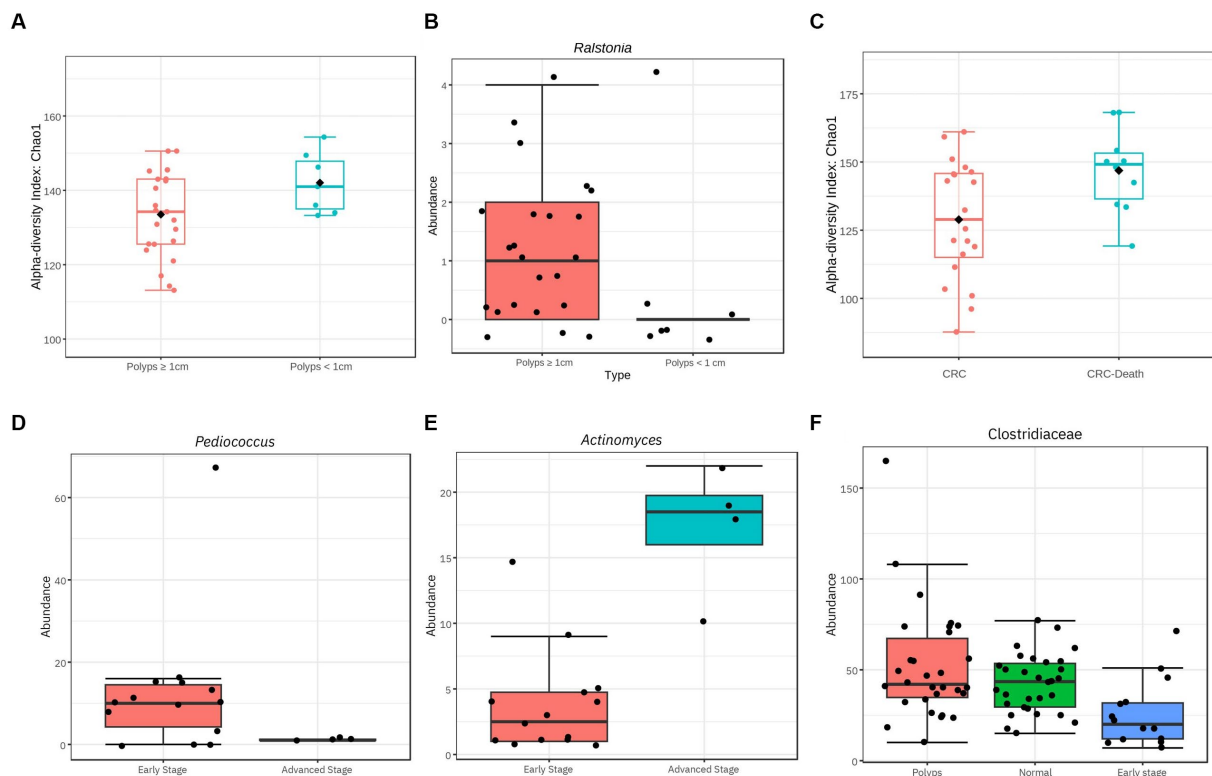 A
Alpha-diversity Index: Chao1
160
140
120
100
Polyps ≥ 1cm
Polyps < 1cm
B
Ralstonia
Abundance
4
3
2
1
0
Polyps ≥ 1cm
Polyps < 1 cm
Type
C
Alpha-diversity Index: Chao1
175
150
125
100
CRC
CRC-Death
D
Pediococcus
Abundance
60
40
20
0
Early Stage
Advanced Stage
E
Actinomyces
Abundance
20
15
10
5
0
Early Stage
Advanced Stage
F
Clostridiaceae
Abundance
150
100
50
0
Polyps
Normal
Early stage